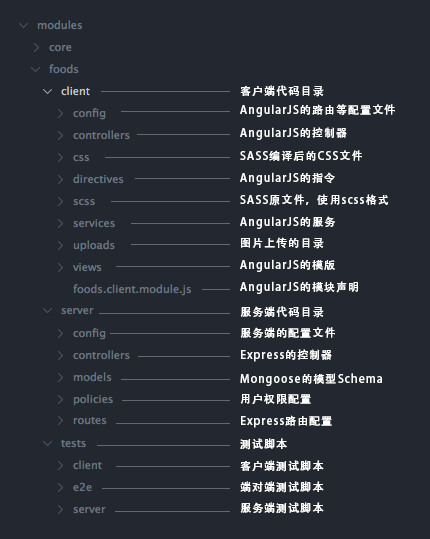 modules
core
foods
client 客户端代码目录
config AngularJS的路由等配置文件
controllers AngularJS的控制器
css SASS编译后的CSS文件
directives AngularJS的指令
scss SASS原文件，使用scss格式
services AngularJS的服务
uploads 图片上传的目录
views AngularJS的模版
foods.client.module.js AngularJS的模块声明
server 服务端代码目录
config 服务端的配置文件
controllers Express的控制器
models Mongoose的模型Schema
policies 用户权限配置
routes Express路由配置
tests 测试脚本
client 客户端测试脚本
e2e 端对端测试脚本
server 服务端测试脚本